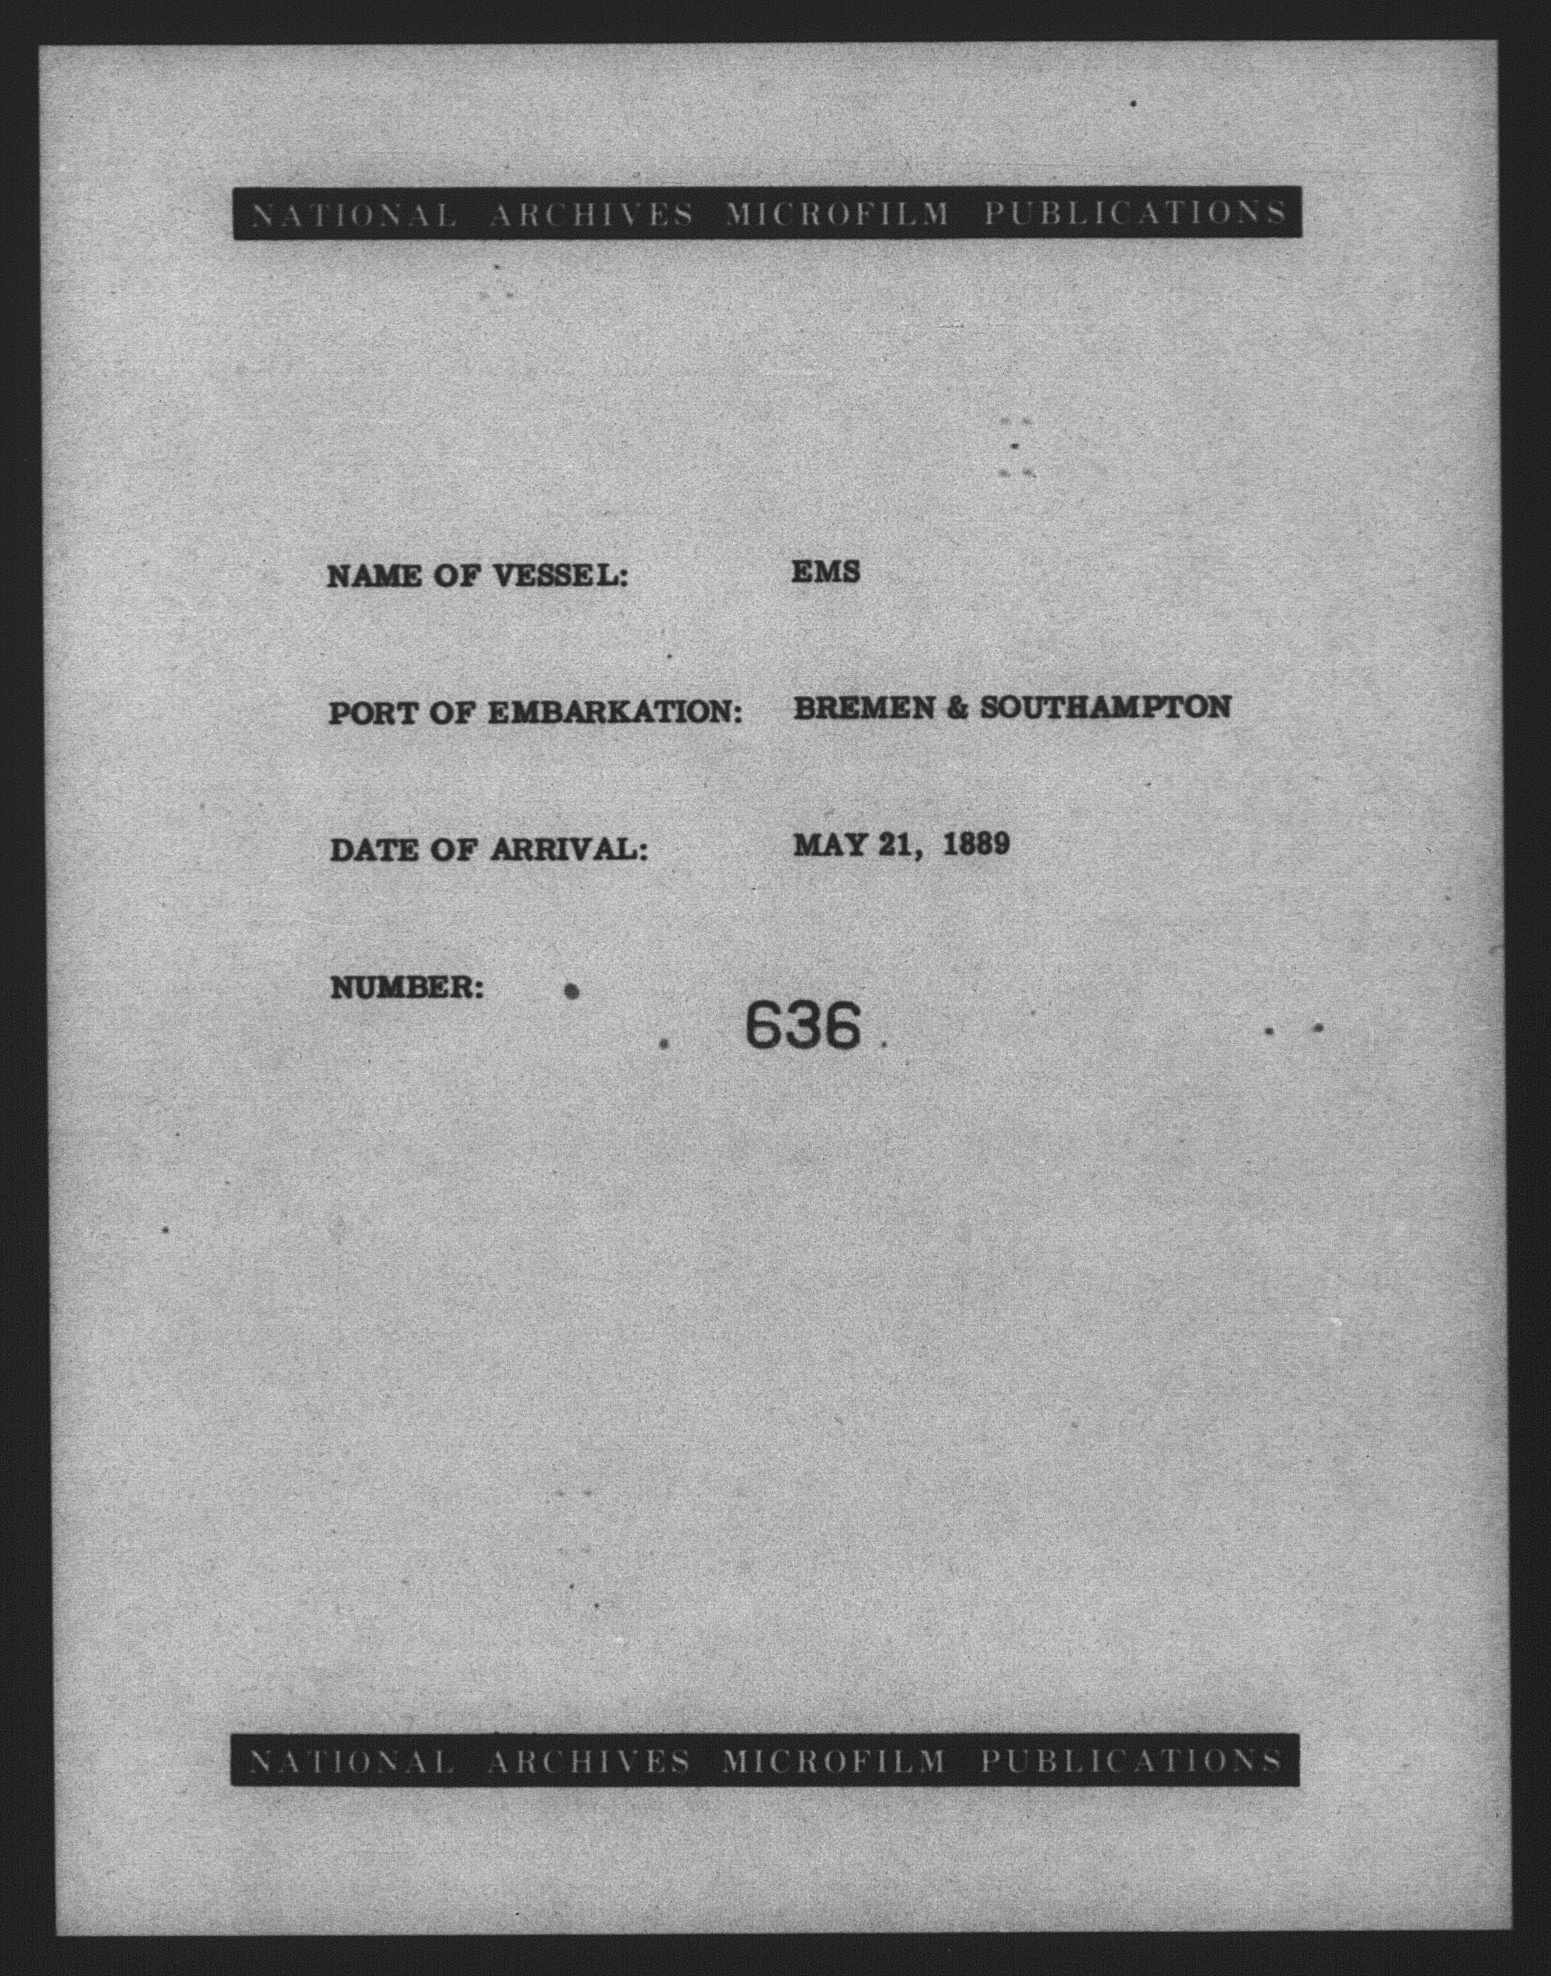 NATIONAL ARCHIVES MICROFILM PUBLICATIONS
NAME OF VESSEL: EMS
PORT OF EMBARKATION: BREMEN & SOUTHAMPTON
DATE OF ARRIVAL: MAY 21, 1889
NUMBER: 636
NATIONAL ARCHIVES MICROFILM PUBLICATIONS